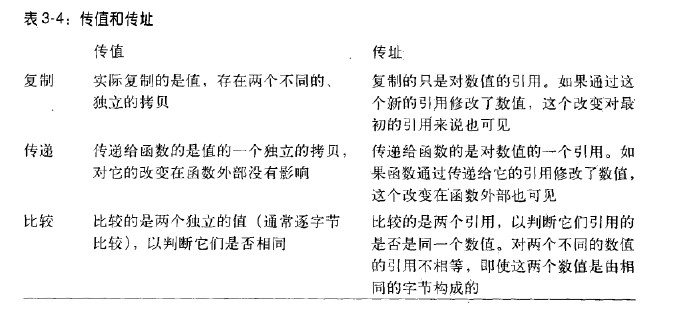 表3-4：传值和传址
传值 传址
复制 实际复制的是值，存在两个不同的、 复制的只是对数值的引用。如果通过这
独立的拷贝 个新的引用修改了数值，这个改变对最
初的引用来说也可见
传递 传递给函数的是值的一个独立的拷贝， 传递给函数的是对数值的一个引用。如
对它的改变在函数外部没有影响 果函数通过传递给它的引用修改了数值，
这个改变在函数外部也可见
比较 比较的是两个独立的值（通常逐字节 比较的是两个引用，以判断它们引用的
比较），以判断它们是否相同 是否是同一个数值。对两个不同的数值
的引用不相等，即使这两个数值是由相
同的字节构成的